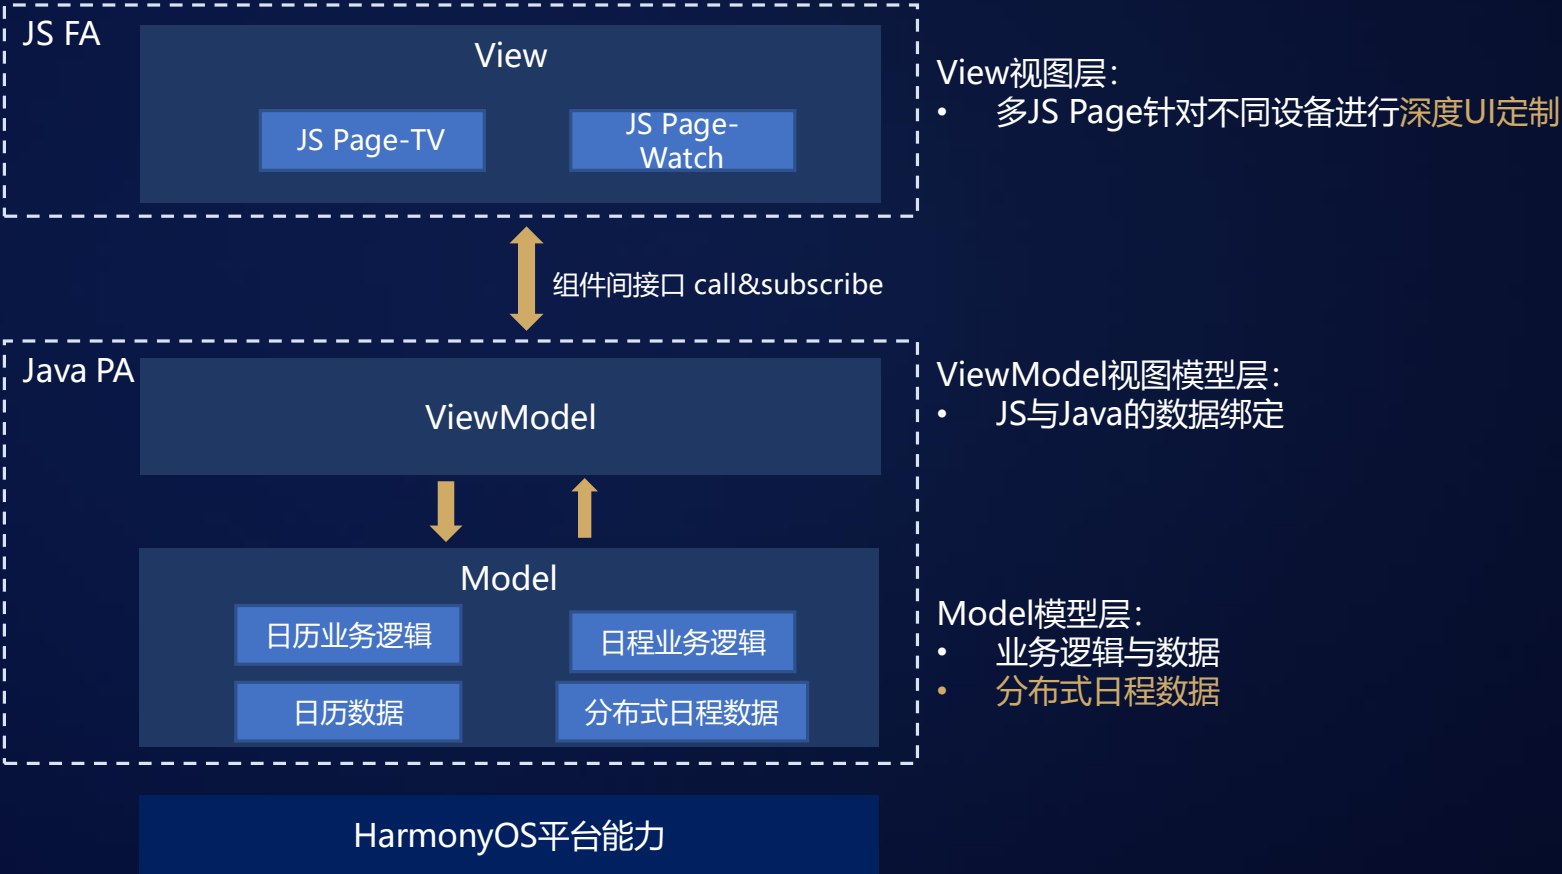 JS FA
View
JS Page-TV
JS Page-
Watch
View视图层：
• 多JS Page针对不同设备进行深度UI定制
组件间接口 call&subscribe
Java PA
ViewModel
ViewModel视图模型层：
• JS与Java的数据绑定
Model
日历业务逻辑
日程业务逻辑
日历数据
分布式日程数据
Model模型层：
• 业务逻辑与数据
• 分布式日程数据
HarmonyOS平台能力